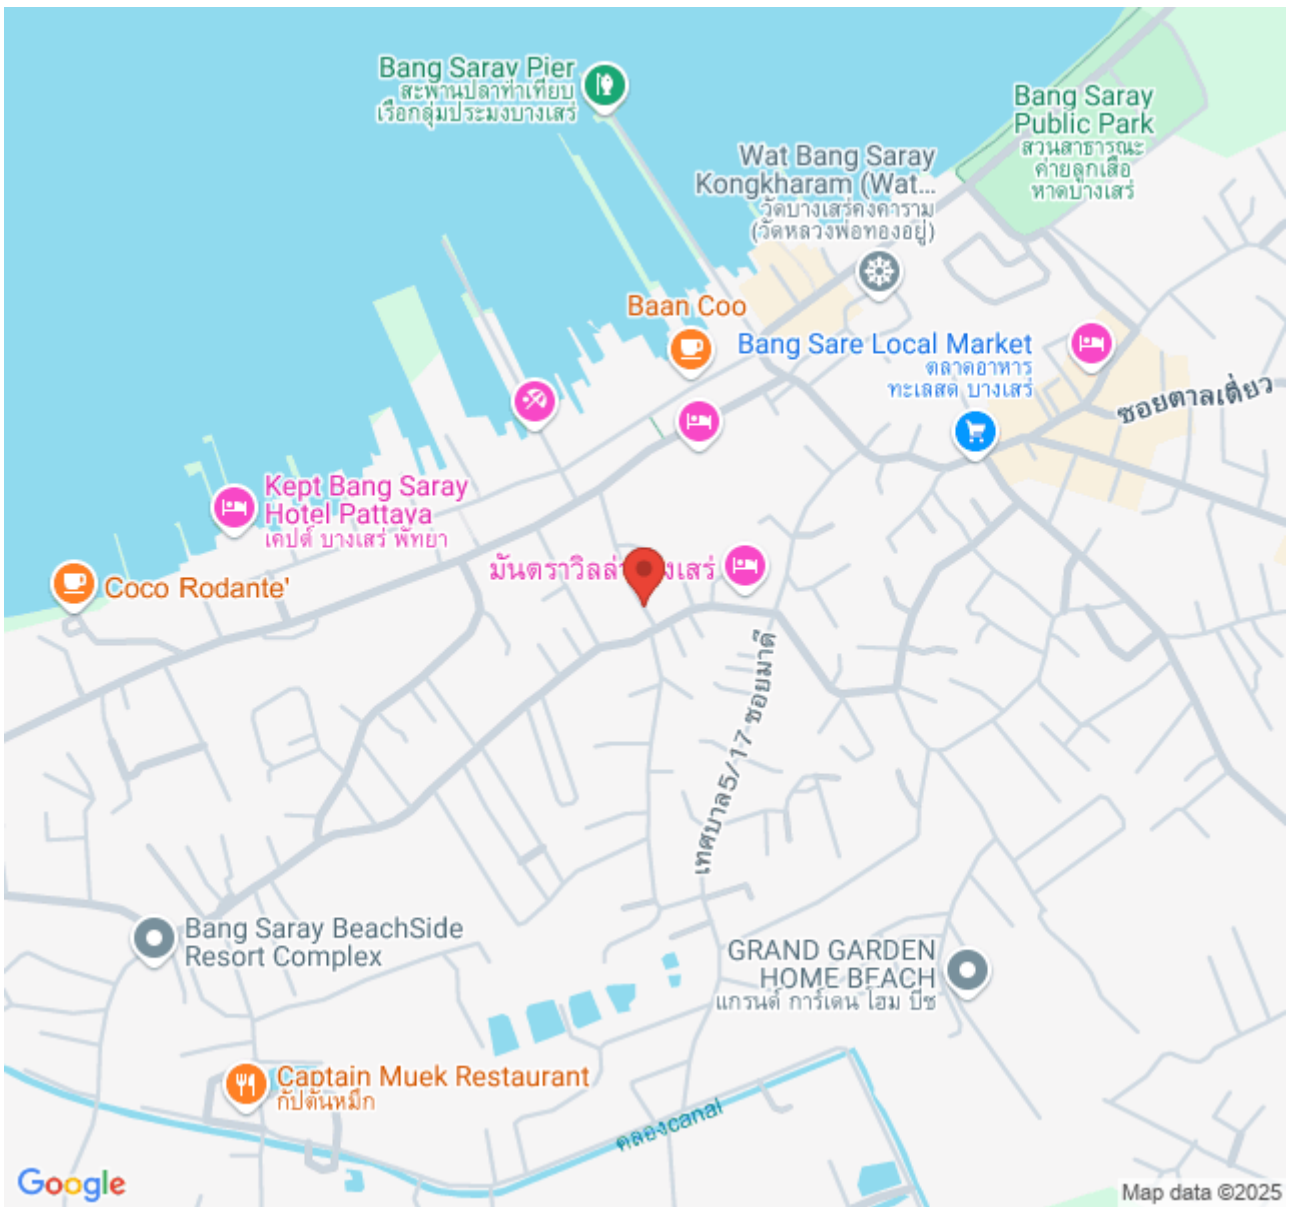 Bang Saray Pier
สะพานปลาท่าเทียบ
เรือกลุ่มประมงบางเสร่
Bang Saray
Public Park
สวนสาธารณะ
ค่ายลูกเสือ
หาดบางเสร่
Wat Bang Saray
Kongkharam (Wat...
วัดบางเสร่คงคาราม
(วัดหลวงพ่อทองอยู่)
Baan Coo
Bang Sare Local Market
ตลาดอาหาร
ทะเลสด บางเสร่
ซอยตาลเดี่ยว
Kept Bang Saray
Hotel Pattaya
เคปต์ บางเสร่ พัทยา
Coco Rodante'
มันตราวิลล่า
งเสร่
เทศบาล5/17 ซอยมาดี
Bang Saray BeachSide
Resort Complex
GRAND GARDEN
HOME BEACH
แกรนด์ การ์เดน โฮม บีช
Captain Muek Restaurant
กัปตันหมึก
คลองcanal
Google
Map data ©2025